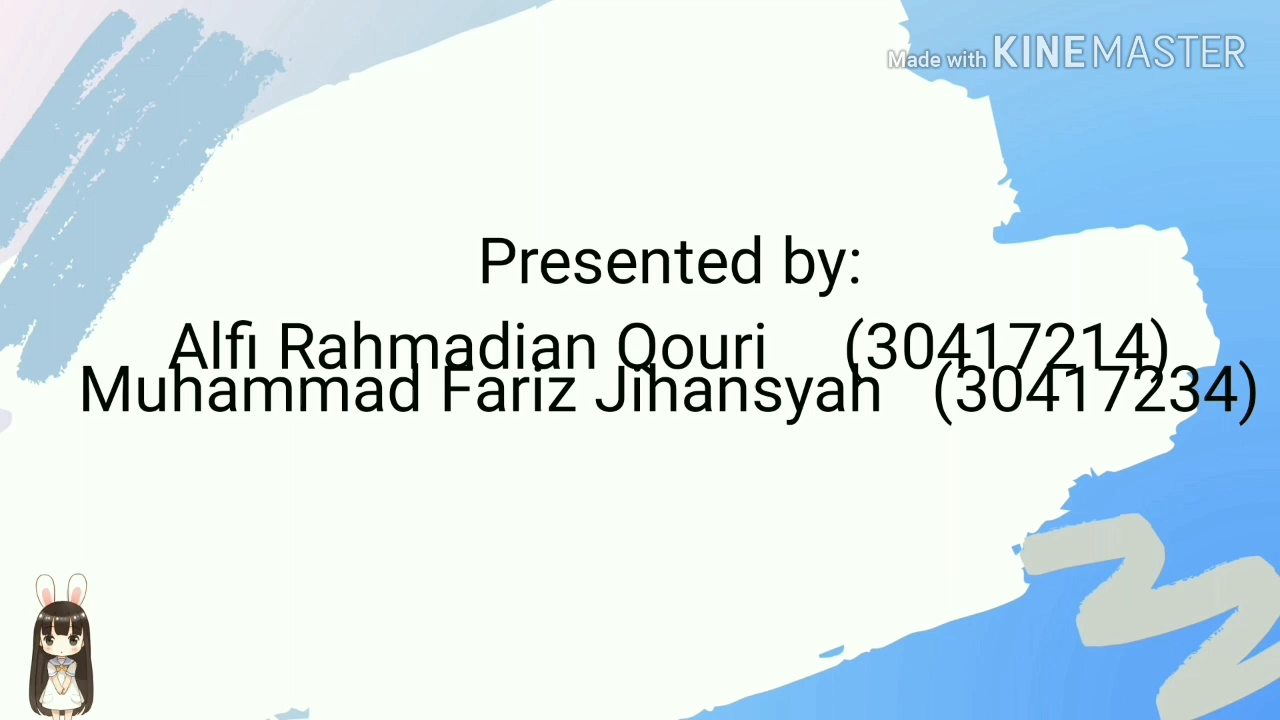 Made with KINEMASTER
Presented by:
Alfi Rahmadian Qouri (30417214)
Muhammad Fariz Jihansyah (30417234)